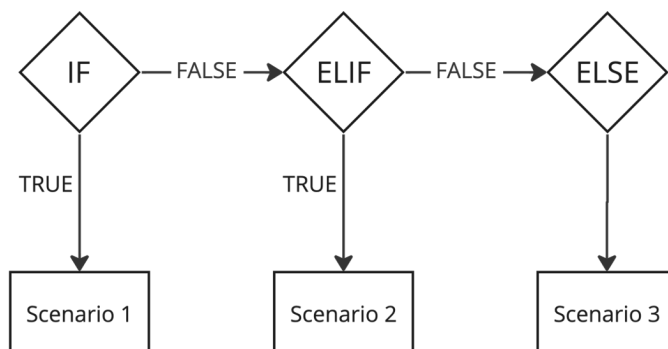 IF
FALSE
ELIF
FALSE
ELSE
TRUE
TRUE
Scenario 1
Scenario 2
Scenario 3